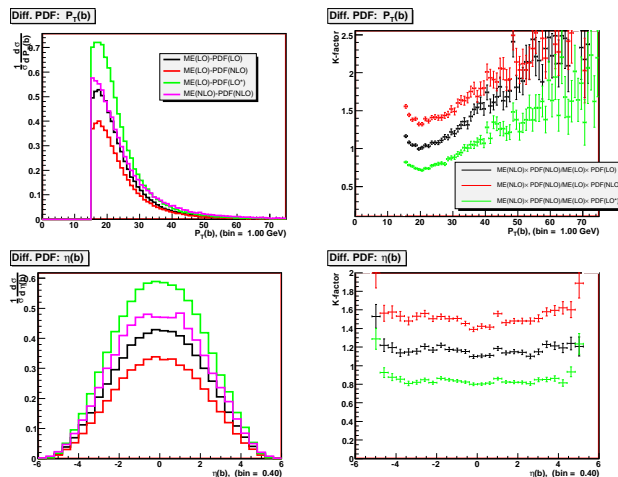 Diff. PDF: P_T(b)
1/σ dσ/dP_T(b)
0.7
0.6
0.5
0.4
0.3
0.2
0.1
0
ME(LO)-PDF(LO)
ME(LO)-PDF(NLO)
ME(LO)-PDF(LO*)
ME(NLO)-PDF(NLO)
0 10 20 30 40 50 60 70
P_T(b), (bin = 1.00 GeV)
Diff. PDF: P_T(b)
K-factor
2.5
2
1.5
1
0.5
ME(NLO)× PDF(NLO)/ME(LO)× PDF(LO)
ME(NLO)× PDF(NLO)/ME(LO)× PDF(NLO)
ME(NLO)× PDF(NLO)/ME(LO)× PDF(LO*)
0 10 20 30 40 50 60 70
P_T(b), (bin = 1.00 GeV)
Diff. PDF: η(b)
1/σ dσ/dη(b)
0.6
0.5
0.4
0.3
0.2
0.1
0
-6 -4 -2 0 2 4 6
η(b), (bin = 0.40)
Diff. PDF: η(b)
K-factor
2
1.8
1.6
1.4
1.2
1
0.8
0.6
0.4
0.2
0
-6 -4 -2 0 2 4 6
η(b), (bin = 0.40)